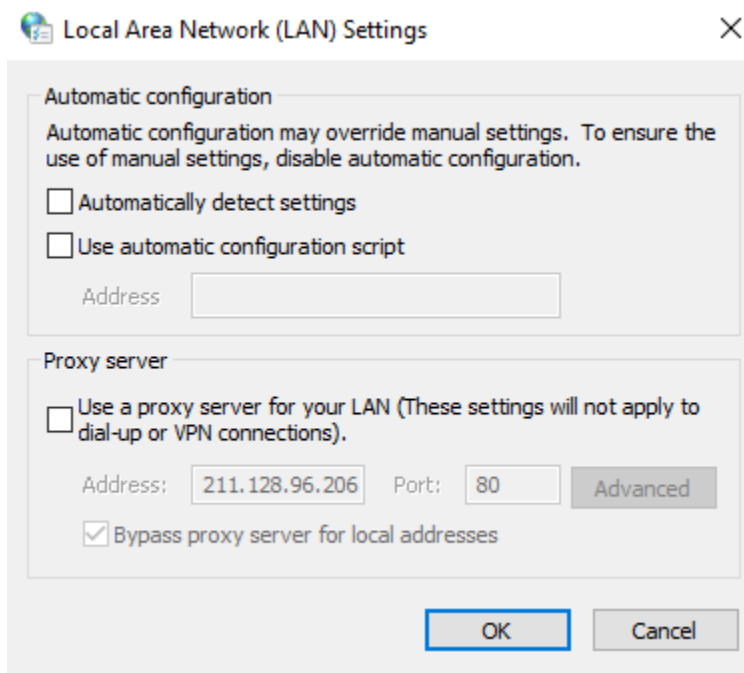 Local Area Network (LAN) Settings
Automatic configuration
Automatic configuration may override manual settings.  To ensure the
use of manual settings, disable automatic configuration.
Automatically detect settings
Use automatic configuration script
Address
Proxy server
Use a proxy server for your LAN (These settings will not apply to
dial-up or VPN connections).
Address: 211.128.96.206 Port: 80 Advanced
Bypass proxy server for local addresses
OK Cancel